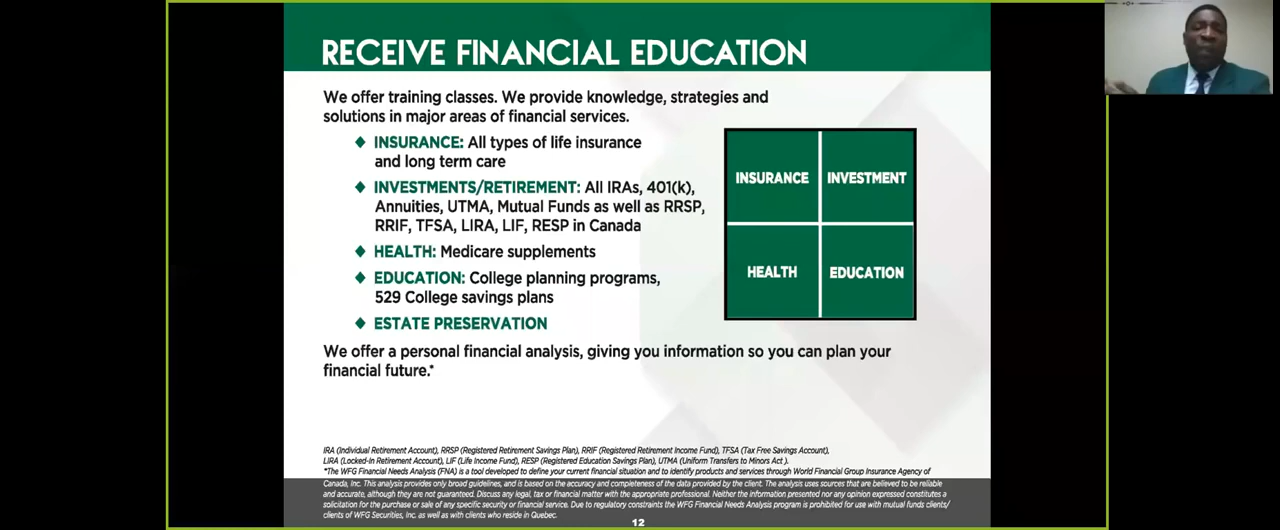 RECEIVE FINANCIAL EDUCATION
We offer training classes. We provide knowledge, strategies and
solutions in major areas of financial services.
◆ INSURANCE: All types of life insurance
and long term care
◆ INVESTMENTS/RETIREMENT: All IRAs, 401(k),
Annuities, UTMA, Mutual Funds as well as RRSP,
RRIF, TFSA, LIRA, LIF, RESP in Canada
◆ HEALTH: Medicare supplements
◆ EDUCATION: College planning programs,
529 College savings plans
◆ ESTATE PRESERVATION
INSURANCE
INVESTMENT
HEALTH
EDUCATION
We offer a personal financial analysis, giving you information so you can plan your
financial future.*
IRA (Individual Retirement Account), RRSP (Registered Retirement Savings Plan), RRIF (Registered Retirement Income Fund), TFSA (Tax Free Savings Account),
LIRA (Locked-In Retirement Account), LIF (Life Income Fund), RESP (Registered Education Savings Plan), UTMA (Uniform Transfers to Minors Act ).
*The WFG Financial Needs Analysis (FNA) is a tool developed to define your current financial situation and to identify products and services through World Financial Group Insurance Agency of
Canada, Inc. This analysis provides only broad guidelines, and is based on the accuracy and completeness of the data provided by the client. The analysis uses sources that are believed to be reliable
and accurate, although they are not guaranteed. Discuss any legal, tax or financial matter with the appropriate professional. Neither the information presented nor any opinion expressed constitutes a
solicitation for the purchase or sale of any specific security or financial service. Due to regulatory constraints the WFG Financial Needs Analysis program is prohibited for use with mutual funds clients/
clients of WFG Securities, Inc. as well as with clients who reside in Quebec.
12